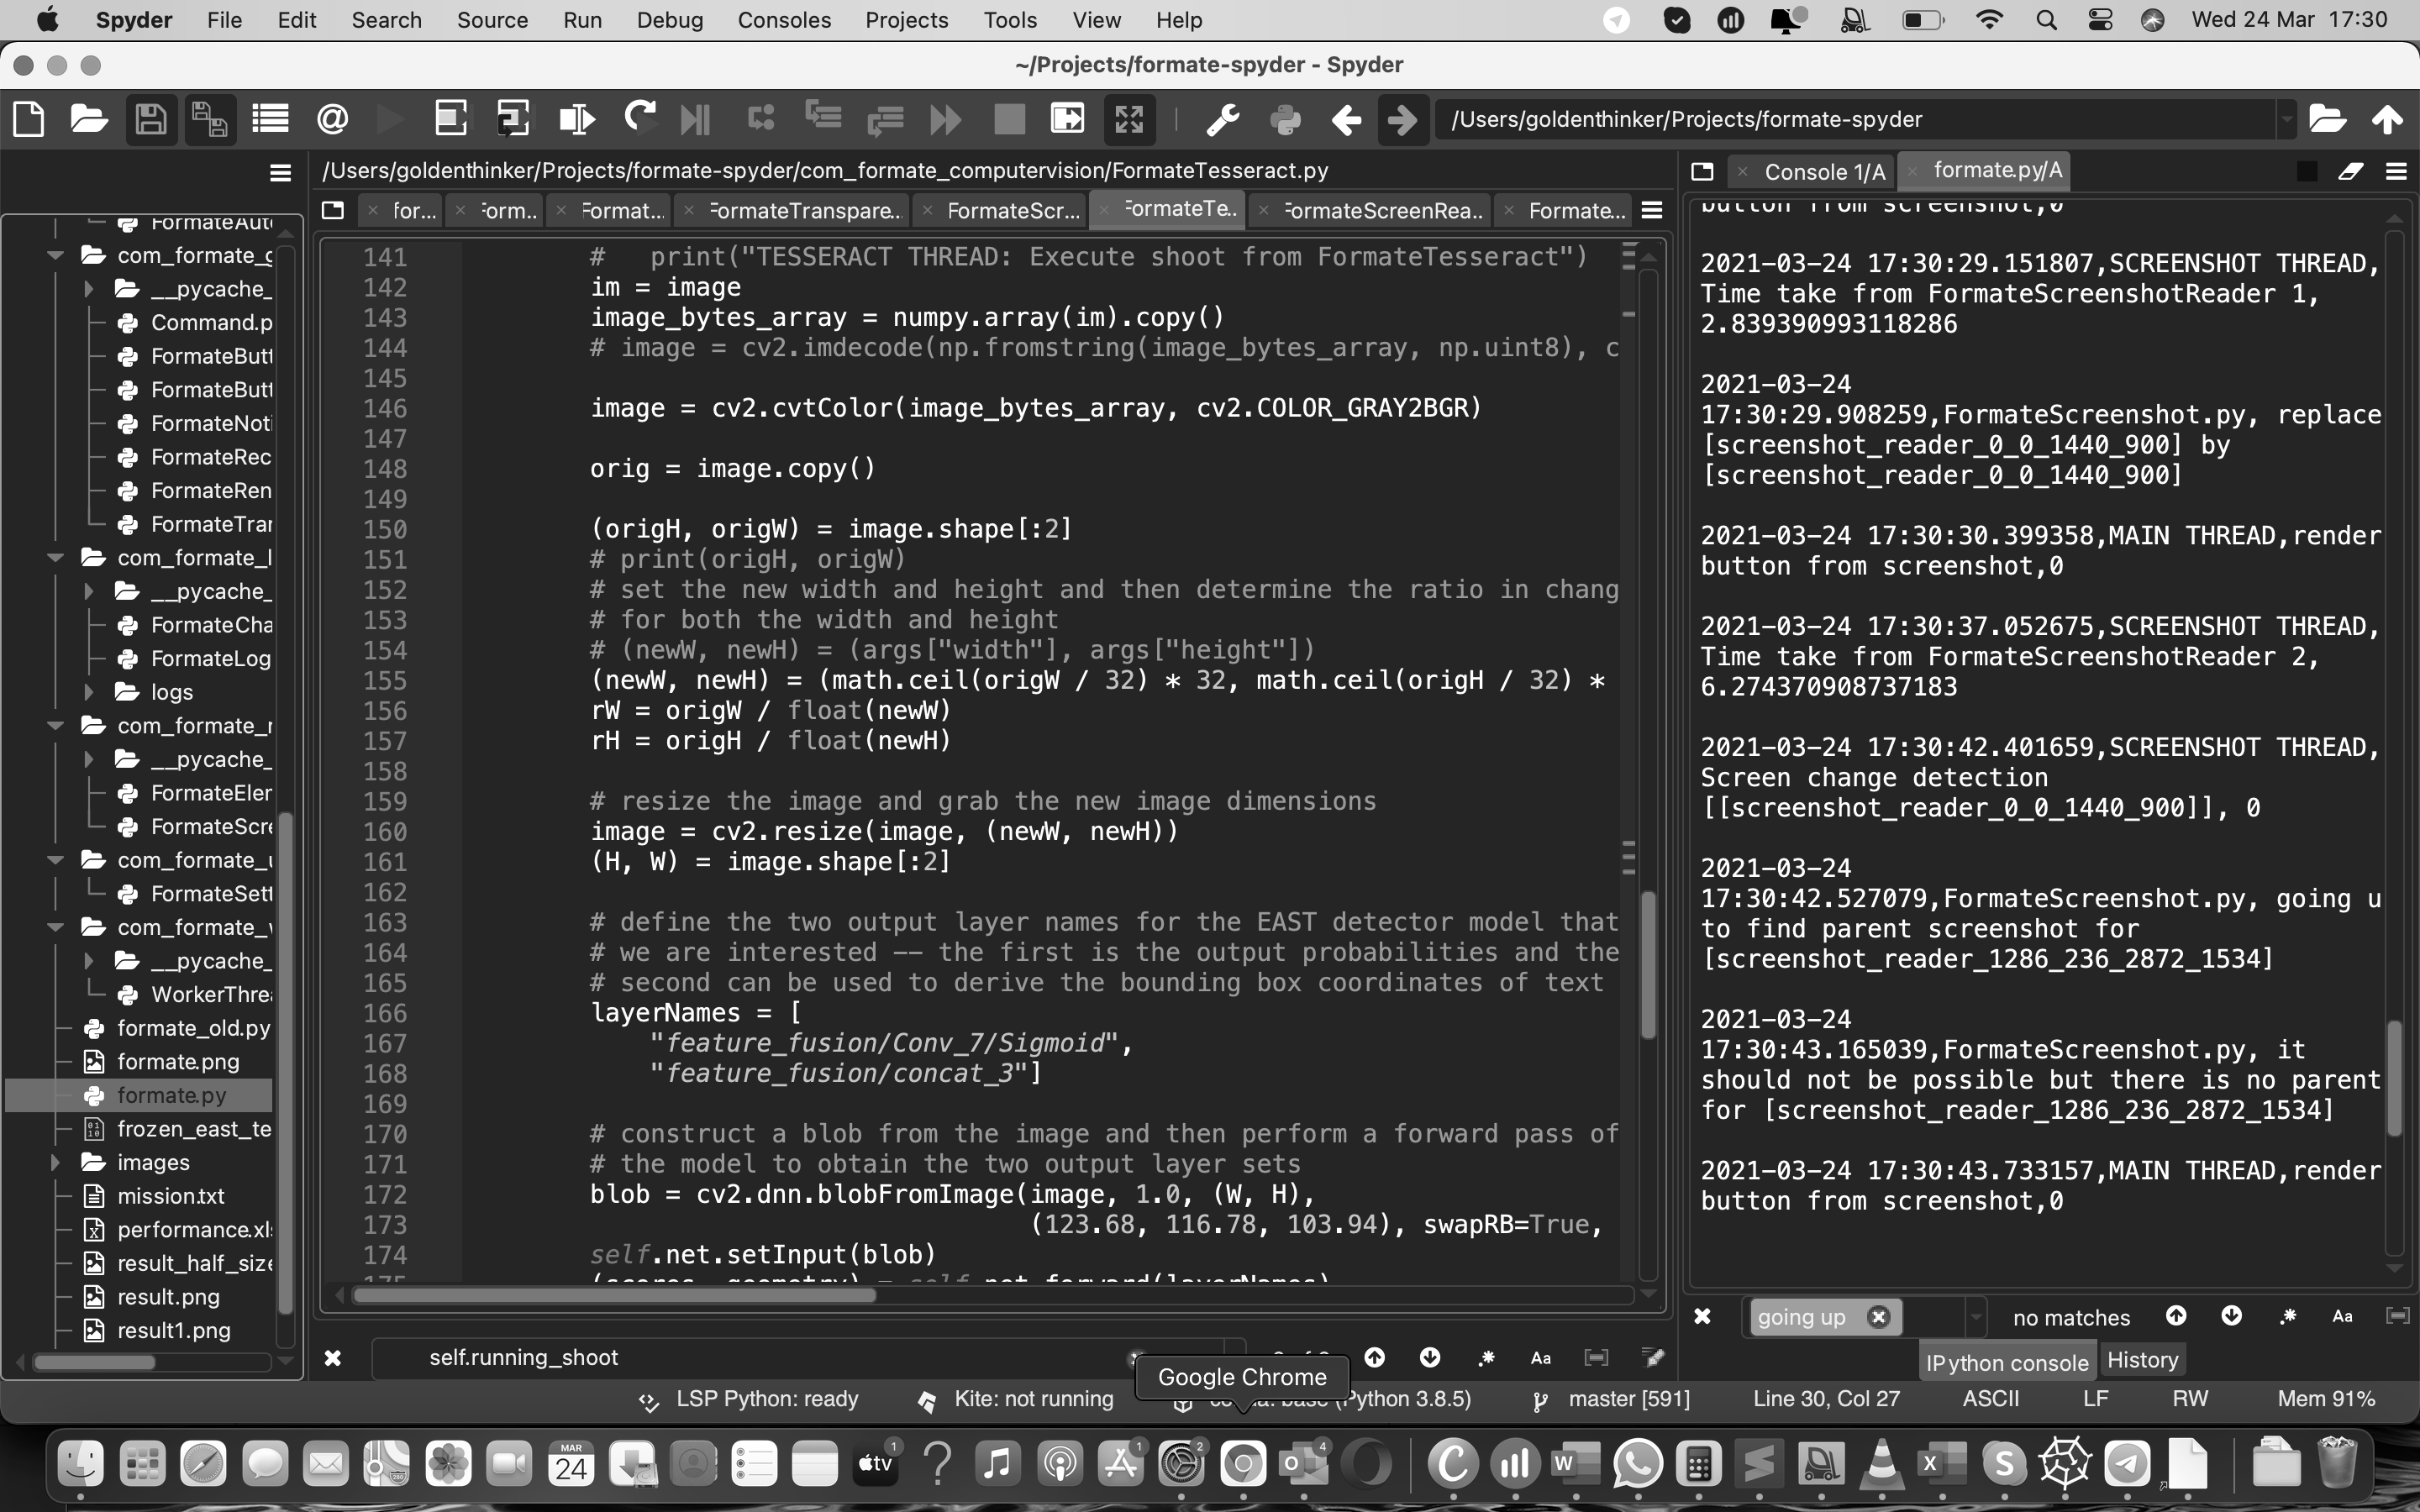 Spyder File Edit Search Source Run Debug Consoles Projects Tools View Help
Wed 24 Mar 17:30
~/Projects/formate-spyder - Spyder
/Users/goldenthinker/Projects/formate-spyder
/Users/goldenthinker/Projects/formate-spyder/com_formate_computervision/FormateTesseract.py
for... Form.. Format... FormateTranspare... FormateScr... FormateTe.. FormateScreenRea.. Formate...
FormateAut
com_formate_g
__pycache_
Command.p
FormateButt
FormateButt
FormateNoti
FormateRec
FormateRen
FormateTran
com_formate_l
__pycache_
FormateCha
FormateLog
logs
com_formate_r
__pycache_
FormateElem
FormateScre
com_formate_u
FormateSett
com_formate_w
__pycache_
WorkerThrea
formate_old.py
formate.png
formate.py
frozen_east_te
images
mission.txt
performance.xls
result_half_size
result.png
result1.png
141 #   print("TESSERACT THREAD: Execute shoot from FormateTesseract")
142 im = image
143 image_bytes_array = numpy.array(im).copy()
144 # image = cv2.imdecode(np.fromstring(image_bytes_array, np.uint8), c
145
146 image = cv2.cvtColor(image_bytes_array, cv2.COLOR_GRAY2BGR)
147
148 orig = image.copy()
149
150 (origH, origW) = image.shape[:2]
151 # print(origH, origW)
152 # set the new width and height and then determine the ratio in chang
153 # for both the width and height
154 # (newW, newH) = (args["width"], args["height"])
155 (newW, newH) = (math.ceil(origW / 32) * 32, math.ceil(origH / 32) *
156 rW = origW / float(newW)
157 rH = origH / float(newH)
158
159 # resize the image and grab the new image dimensions
160 image = cv2.resize(image, (newW, newH))
161 (H, W) = image.shape[:2]
162
163 # define the two output layer names for the EAST detector model that
164 # we are interested -- the first is the output probabilities and the
165 # second can be used to derive the bounding box coordinates of text
166 layerNames = [
167 "feature_fusion/Conv_7/Sigmoid",
168 "feature_fusion/concat_3"]
169
170 # construct a blob from the image and then perform a forward pass of
171 # the model to obtain the two output layer sets
172 blob = cv2.dnn.blobFromImage(image, 1.0, (W, H),
173 (123.68, 116.78, 103.94), swapRB=True,
174 self.net.setInput(blob)
175 (scores, geometry) = self.net.forward(layerNames)
self.running_shoot
Console 1/A formate.py/A
button from screenshot,0
2021-03-24 17:30:29.151807,SCREENSHOT THREAD,
Time take from FormateScreenshotReader 1,
2.839390993118286
2021-03-24
17:30:29.908259,FormateScreenshot.py, replace
[screenshot_reader_0_0_1440_900] by
[screenshot_reader_0_0_1440_900]
2021-03-24 17:30:30.399358,MAIN THREAD,render
button from screenshot,0
2021-03-24 17:30:37.052675,SCREENSHOT THREAD,
Time take from FormateScreenshotReader 2,
6.274370908737183
2021-03-24 17:30:42.401659,SCREENSHOT THREAD,
Screen change detection
[[screenshot_reader_0_0_1440_900]], 0
2021-03-24
17:30:42.527079,FormateScreenshot.py, going u
to find parent screenshot for
[screenshot_reader_1286_236_2872_1534]
2021-03-24
17:30:43.165039,FormateScreenshot.py, it
should not be possible but there is no parent
for [screenshot_reader_1286_236_2872_1534]
2021-03-24 17:30:43.733157,MAIN THREAD,render
button from screenshot,0
going up no matches Aa
IPython console History
Aa
Google Chrome
LSP Python: ready Kite: not running base (Python 3.8.5) master [591] Line 30, Col 27 ASCII LF RW Mem 91%
MAR
24
tv 1
1
2
4